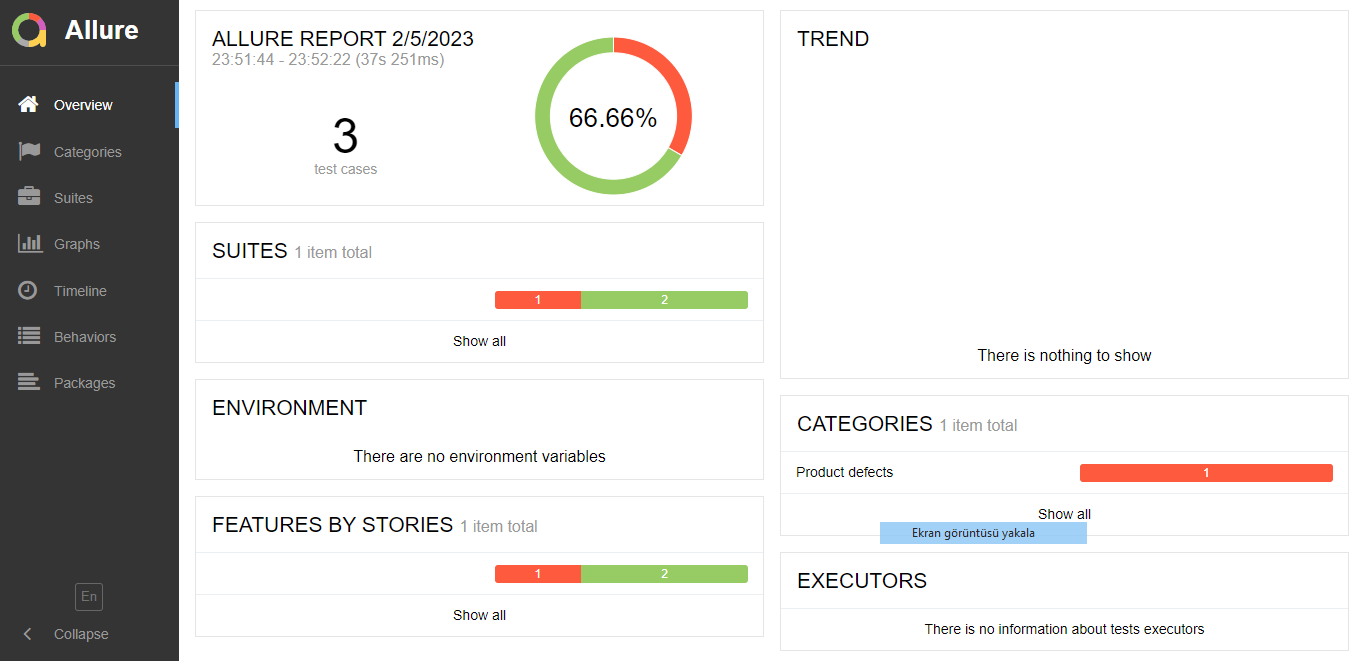 Allure
Overview
Categories
Suites
Graphs
Timeline
Behaviors
Packages
En
Collapse
ALLURE REPORT 2/5/2023
23:51:44 - 23:52:22 (37s 251ms)
3
test cases
66.66%
SUITES 1 item total
1 2
Show all
ENVIRONMENT
There are no environment variables
FEATURES BY STORIES 1 item total
1 2
Show all
TREND
There is nothing to show
CATEGORIES 1 item total
Product defects 1
Show all
Ekran görüntüsü yakala
EXECUTORS
There is no information about tests executors